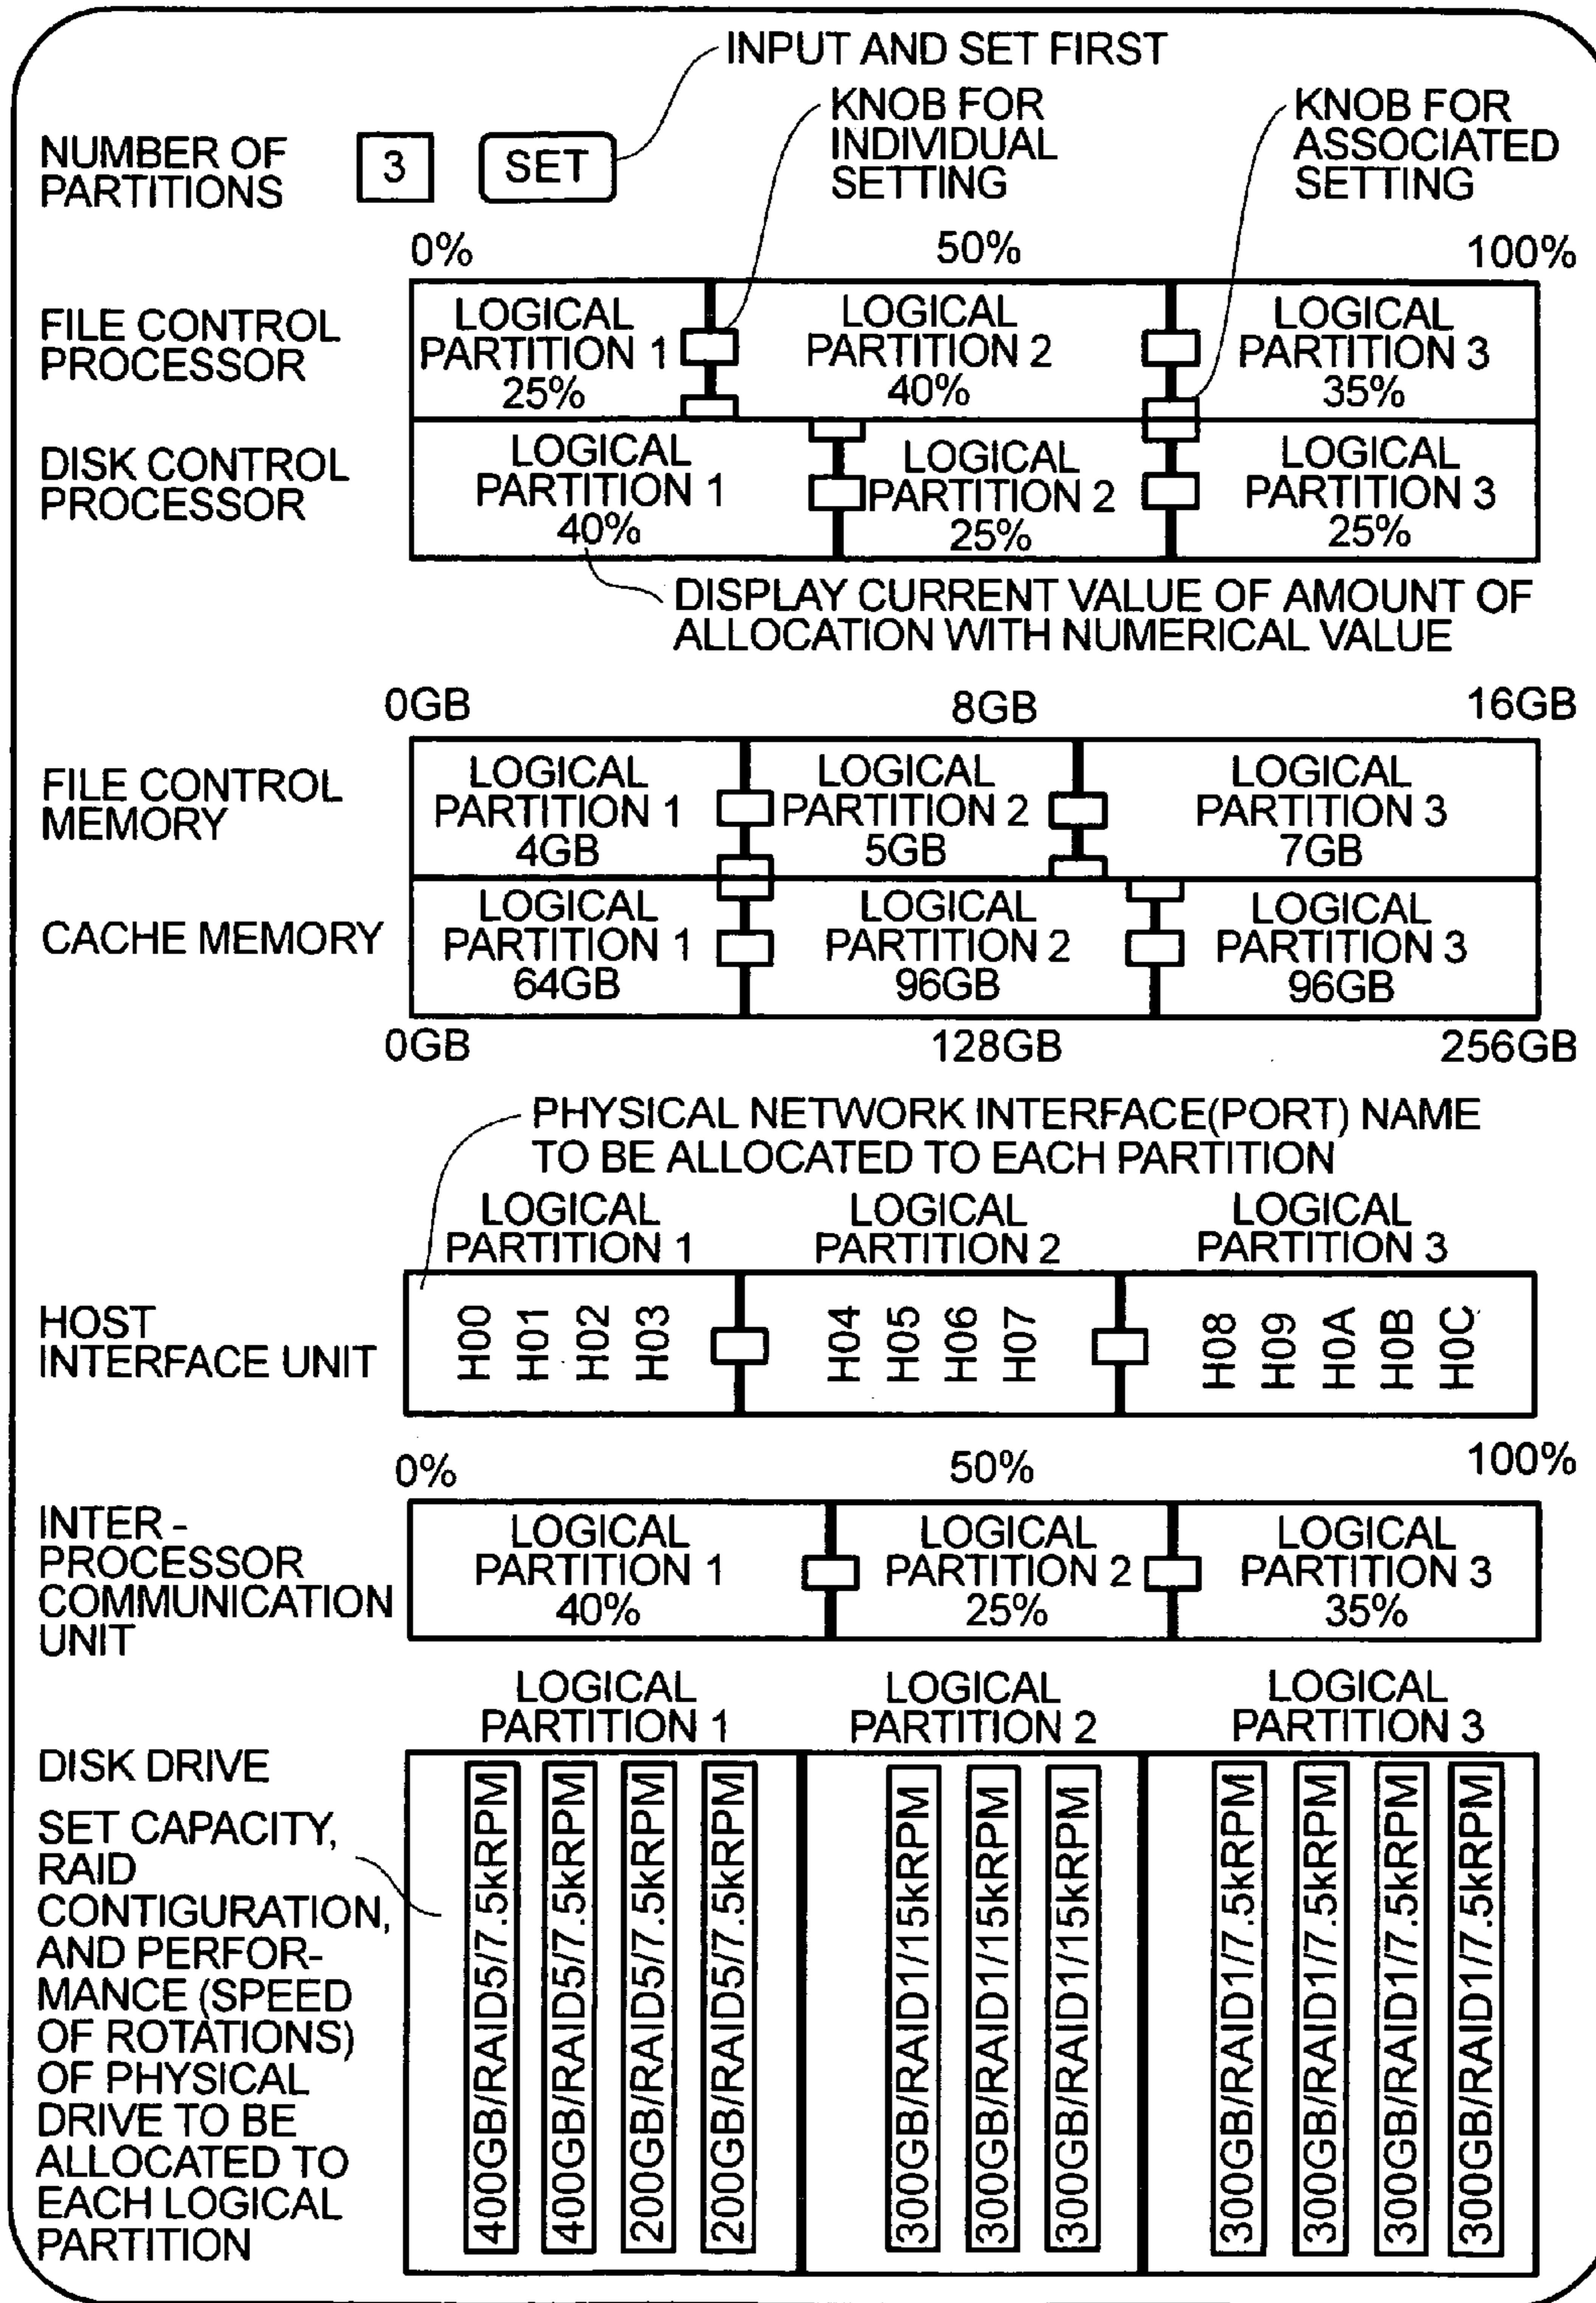 INPUT AND SET FIRST
KNOB FOR
INDIVIDUAL
SETTING
KNOB FOR
ASSOCIATED
SETTING
NUMBER OF
PARTITIONS
3
SET
0% 50% 100%
FILE CONTROL
PROCESSOR
LOGICAL
PARTITION 1
25%
LOGICAL
PARTITION 2
40%
LOGICAL
PARTITION 3
35%
DISK CONTROL
PROCESSOR
LOGICAL
PARTITION 1
40%
LOGICAL
PARTITION 2
25%
LOGICAL
PARTITION 3
25%
DISPLAY CURRENT VALUE OF AMOUNT OF
ALLOCATION WITH NUMERICAL VALUE
0GB 8GB 16GB
FILE CONTROL
MEMORY
LOGICAL
PARTITION 1
4GB
LOGICAL
PARTITION 2
5GB
LOGICAL
PARTITION 3
7GB
CACHE MEMORY
LOGICAL
PARTITION 1
64GB
LOGICAL
PARTITION 2
96GB
LOGICAL
PARTITION 3
96GB
0GB 128GB 256GB
PHYSICAL NETWORK INTERFACE(PORT) NAME
TO BE ALLOCATED TO EACH PARTITION
LOGICAL
PARTITION 1
LOGICAL
PARTITION 2
LOGICAL
PARTITION 3
HOST
INTERFACE UNIT
H00
H01
H02
H03
H04
H05
H06
H07
H08
H09
H0A
H0B
H0C
0% 50% 100%
INTER-
PROCESSOR
COMMUNICATION
UNIT
LOGICAL
PARTITION 1
40%
LOGICAL
PARTITION 2
25%
LOGICAL
PARTITION 3
35%
LOGICAL
PARTITION 1
LOGICAL
PARTITION 2
LOGICAL
PARTITION 3
DISK DRIVE
SET CAPACITY,
RAID
CONTIGURATION,
AND PERFOR-
MANCE (SPEED
OF ROTATIONS)
OF PHYSICAL
DRIVE TO BE
ALLOCATED TO
EACH LOGICAL
PARTITION
400GB/RAID5/7.5kRPM
400GB/RAID5/7.5kRPM
200GB/RAID5/7.5kRPM
200GB/RAID5/7.5kRPM
300GB/RAID1/15kRPM
300GB/RAID1/15kRPM
300GB/RAID1/15kRPM
300GB/RAID1/7.5kRPM
300GB/RAID1/7.5kRPM
300GB/RAID1/7.5kRPM
300GB/RAID1/7.5kRPM